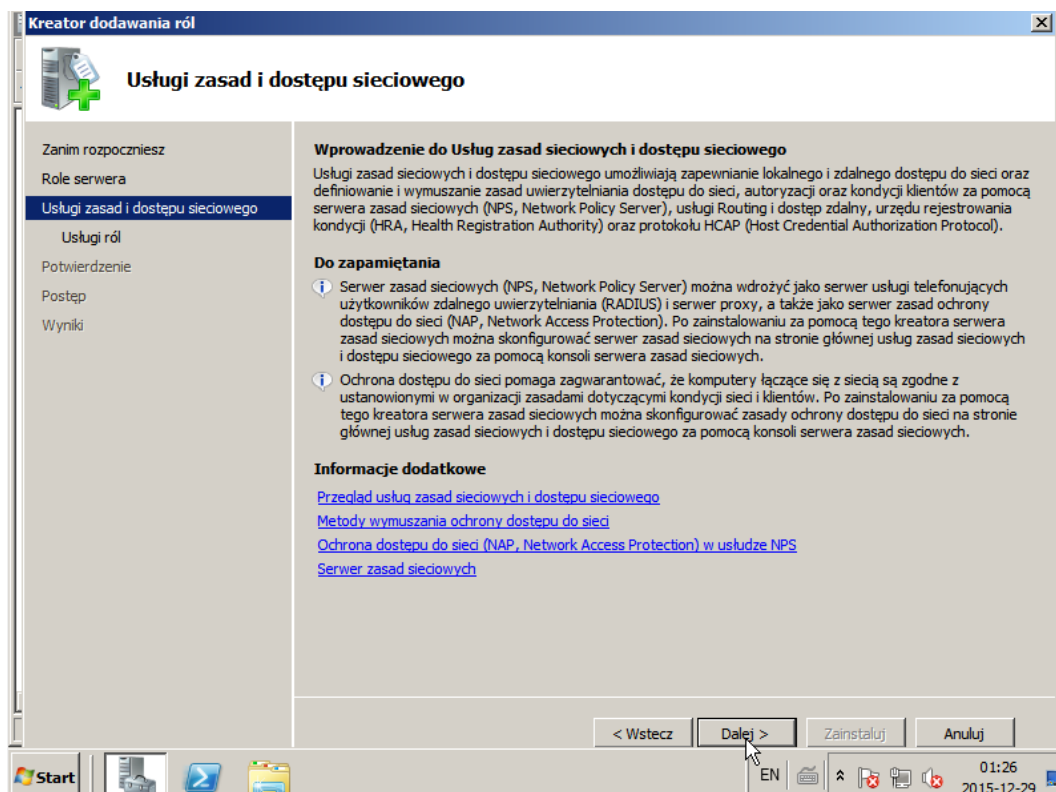 Kreator dodawania ról
Usługi zasad i dostępu sieciowego
Zanim rozpoczniesz
Role serwera
Usługi zasad i dostępu sieciowego
Usługi ról
Potwierdzenie
Postęp
Wyniki
Wprowadzenie do Usług zasad sieciowych i dostępu sieciowego
Usługi zasad sieciowych i dostępu sieciowego umożliwiają zapewnianie lokalnego i zdalnego dostępu do sieci oraz
definiowanie i wymuszanie zasad uwierzytelniania dostępu do sieci, autoryzacji oraz kondycji klientów za pomocą
serwera zasad sieciowych (NPS, Network Policy Server), usługi Routing i dostęp zdalny, urzędu rejestrowania
kondycji (HRA, Health Registration Authority) oraz protokołu HCAP (Host Credential Authorization Protocol).
Do zapamiętania
Serwer zasad sieciowych (NPS, Network Policy Server) można wdrożyć jako serwer usługi telefonujących
użytkowników zdalnego uwierzytelniania (RADIUS) i serwer proxy, a także jako serwer zasad ochrony
dostępu do sieci (NAP, Network Access Protection). Po zainstalowaniu za pomocą tego kreatora serwera
zasad sieciowych można skonfigurować serwer zasad sieciowych na stronie głównej usług zasad sieciowych
i dostępu sieciowego za pomocą konsoli serwera zasad sieciowych.
Ochrona dostępu do sieci pomaga zagwarantować, że komputery łączące się z siecią są zgodne z
ustanowionymi w organizacji zasadami dotyczącymi kondycji sieci i klientów. Po zainstalowaniu za pomocą
tego kreatora serwera zasad sieciowych można skonfigurować zasady ochrony dostępu do sieci na stronie
głównej usług zasad sieciowych i dostępu sieciowego za pomocą konsoli serwera zasad sieciowych.
Informacje dodatkowe
Przegląd usług zasad sieciowych i dostępu sieciowego
Metody wymuszania ochrony dostępu do sieci
Ochrona dostępu do sieci (NAP, Network Access Protection) w usłudze NPS
Serwer zasad sieciowych
< Wstecz
Dalej >
Zainstaluj
Anuluj
Start
EN
01:26
2015-12-29